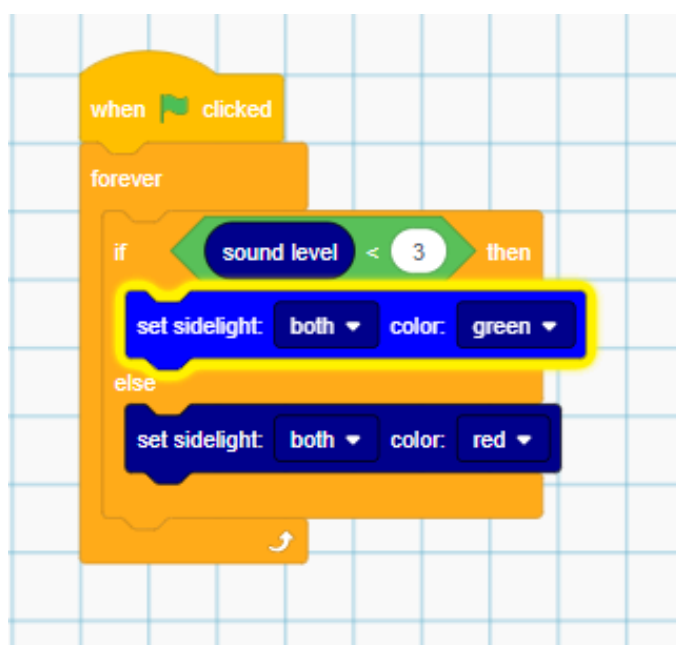 when clicked
forever
if sound level < 3 then
set sidelight: both color: green
else
set sidelight: both color: red